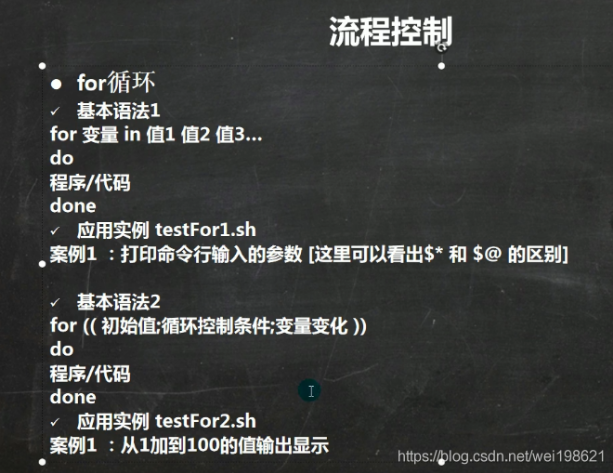 流程控制
for循环
基本语法1
for 变量 in 值1 值2 值3…
do
程序/代码
done
应用实例 testFor1.sh
案例1 ：打印命令行输入的参数 [这里可以看出$* 和 $@ 的区别]
基本语法2
for (( 初始值;循环控制条件;变量变化 ))
do
程序/代码
done
应用实例 testFor2.sh
案例1 ：从1加到100的值输出显示
https://blog.csdn.net/wei198621